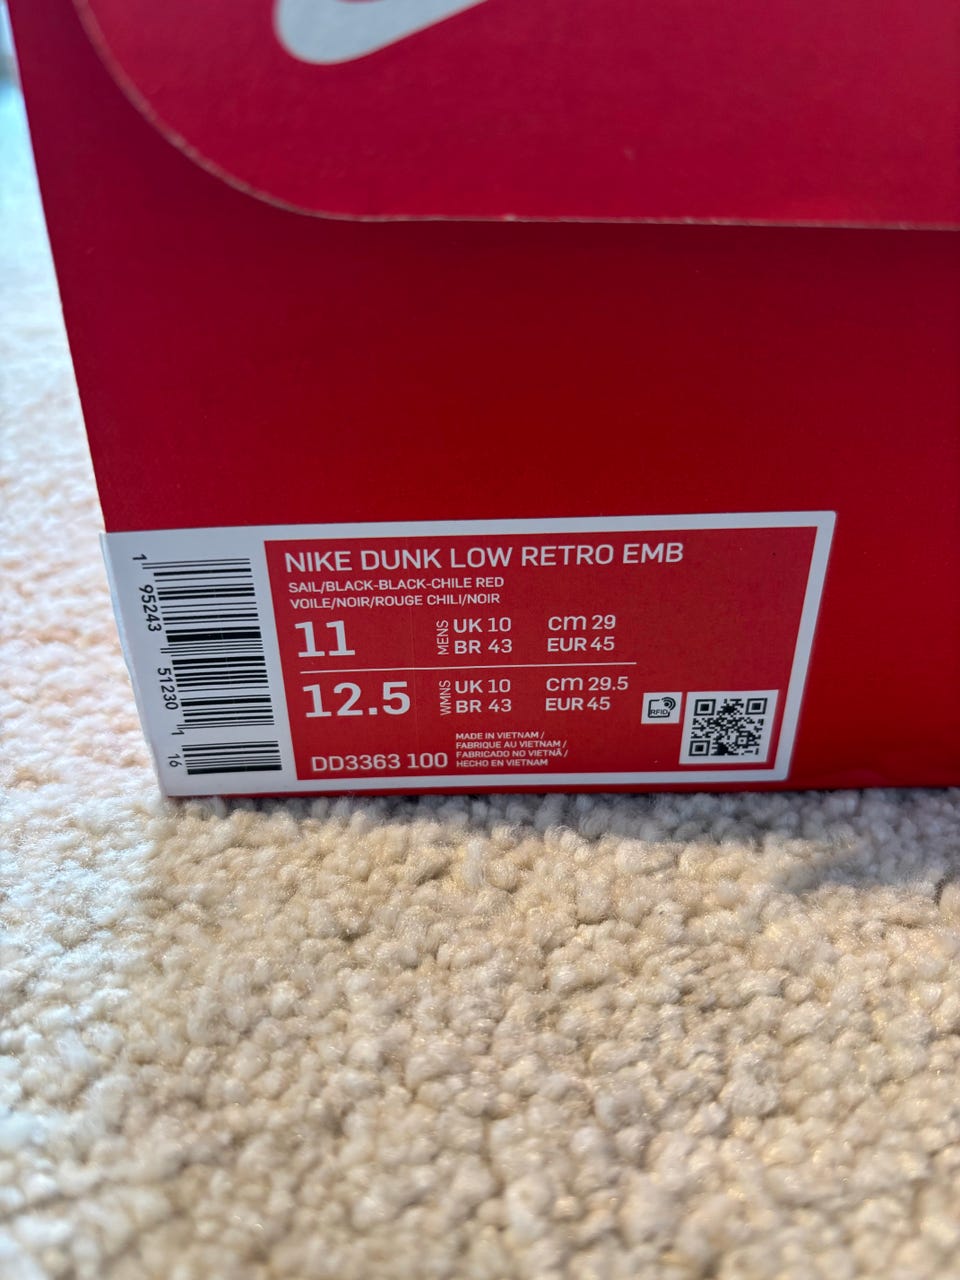 NIKE DUNK LOW RETRO EMB
SAIL/BLACK-BLACK-CHILE RED
VOILE/NOIR/ROUGE CHILI/NOIR
11
MENS
UK 10
cm 29
BR 43
EUR 45
12.5
WMNS
UK 10
cm 29.5
BR 43
EUR 45
RFID
DD3363 100
MADE IN VIETNAM /
FABRIQUE AU VIETNAM /
FABRICADO NO VIETNÃ /
HECHO EN VIETNAM
1 95243 51230 1 16